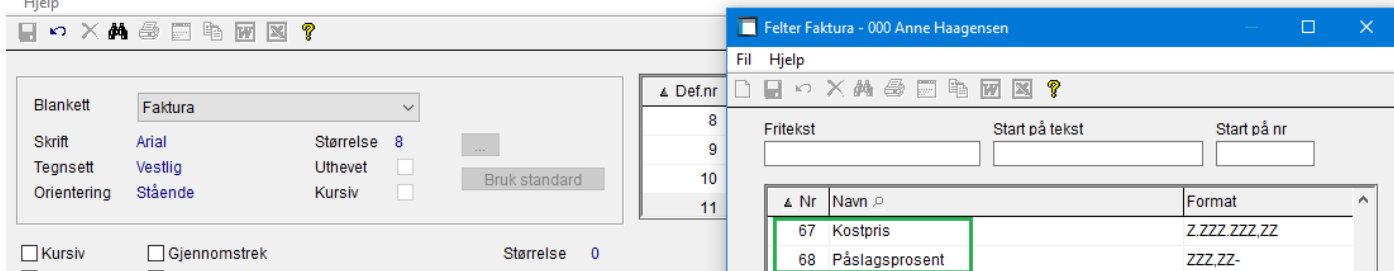 Hjelp
Blankett Faktura
Skrift Arial Størrelse 8 ...
Tegnsett Vestlig Uthevet
Bruk standard
Orientering Stående Kursiv
Kursiv Gjennomstrek Størrelse 0
Def.nr
8
9
10
11
Felter Faktura - 000 Anne Haagensen
Fil Hjelp
Fritekst Start på tekst Start på nr
Nr Navn Format
67 Kostpris Z.ZZZ.ZZZ,ZZ
68 Påslagsprosent ZZZ,ZZ-